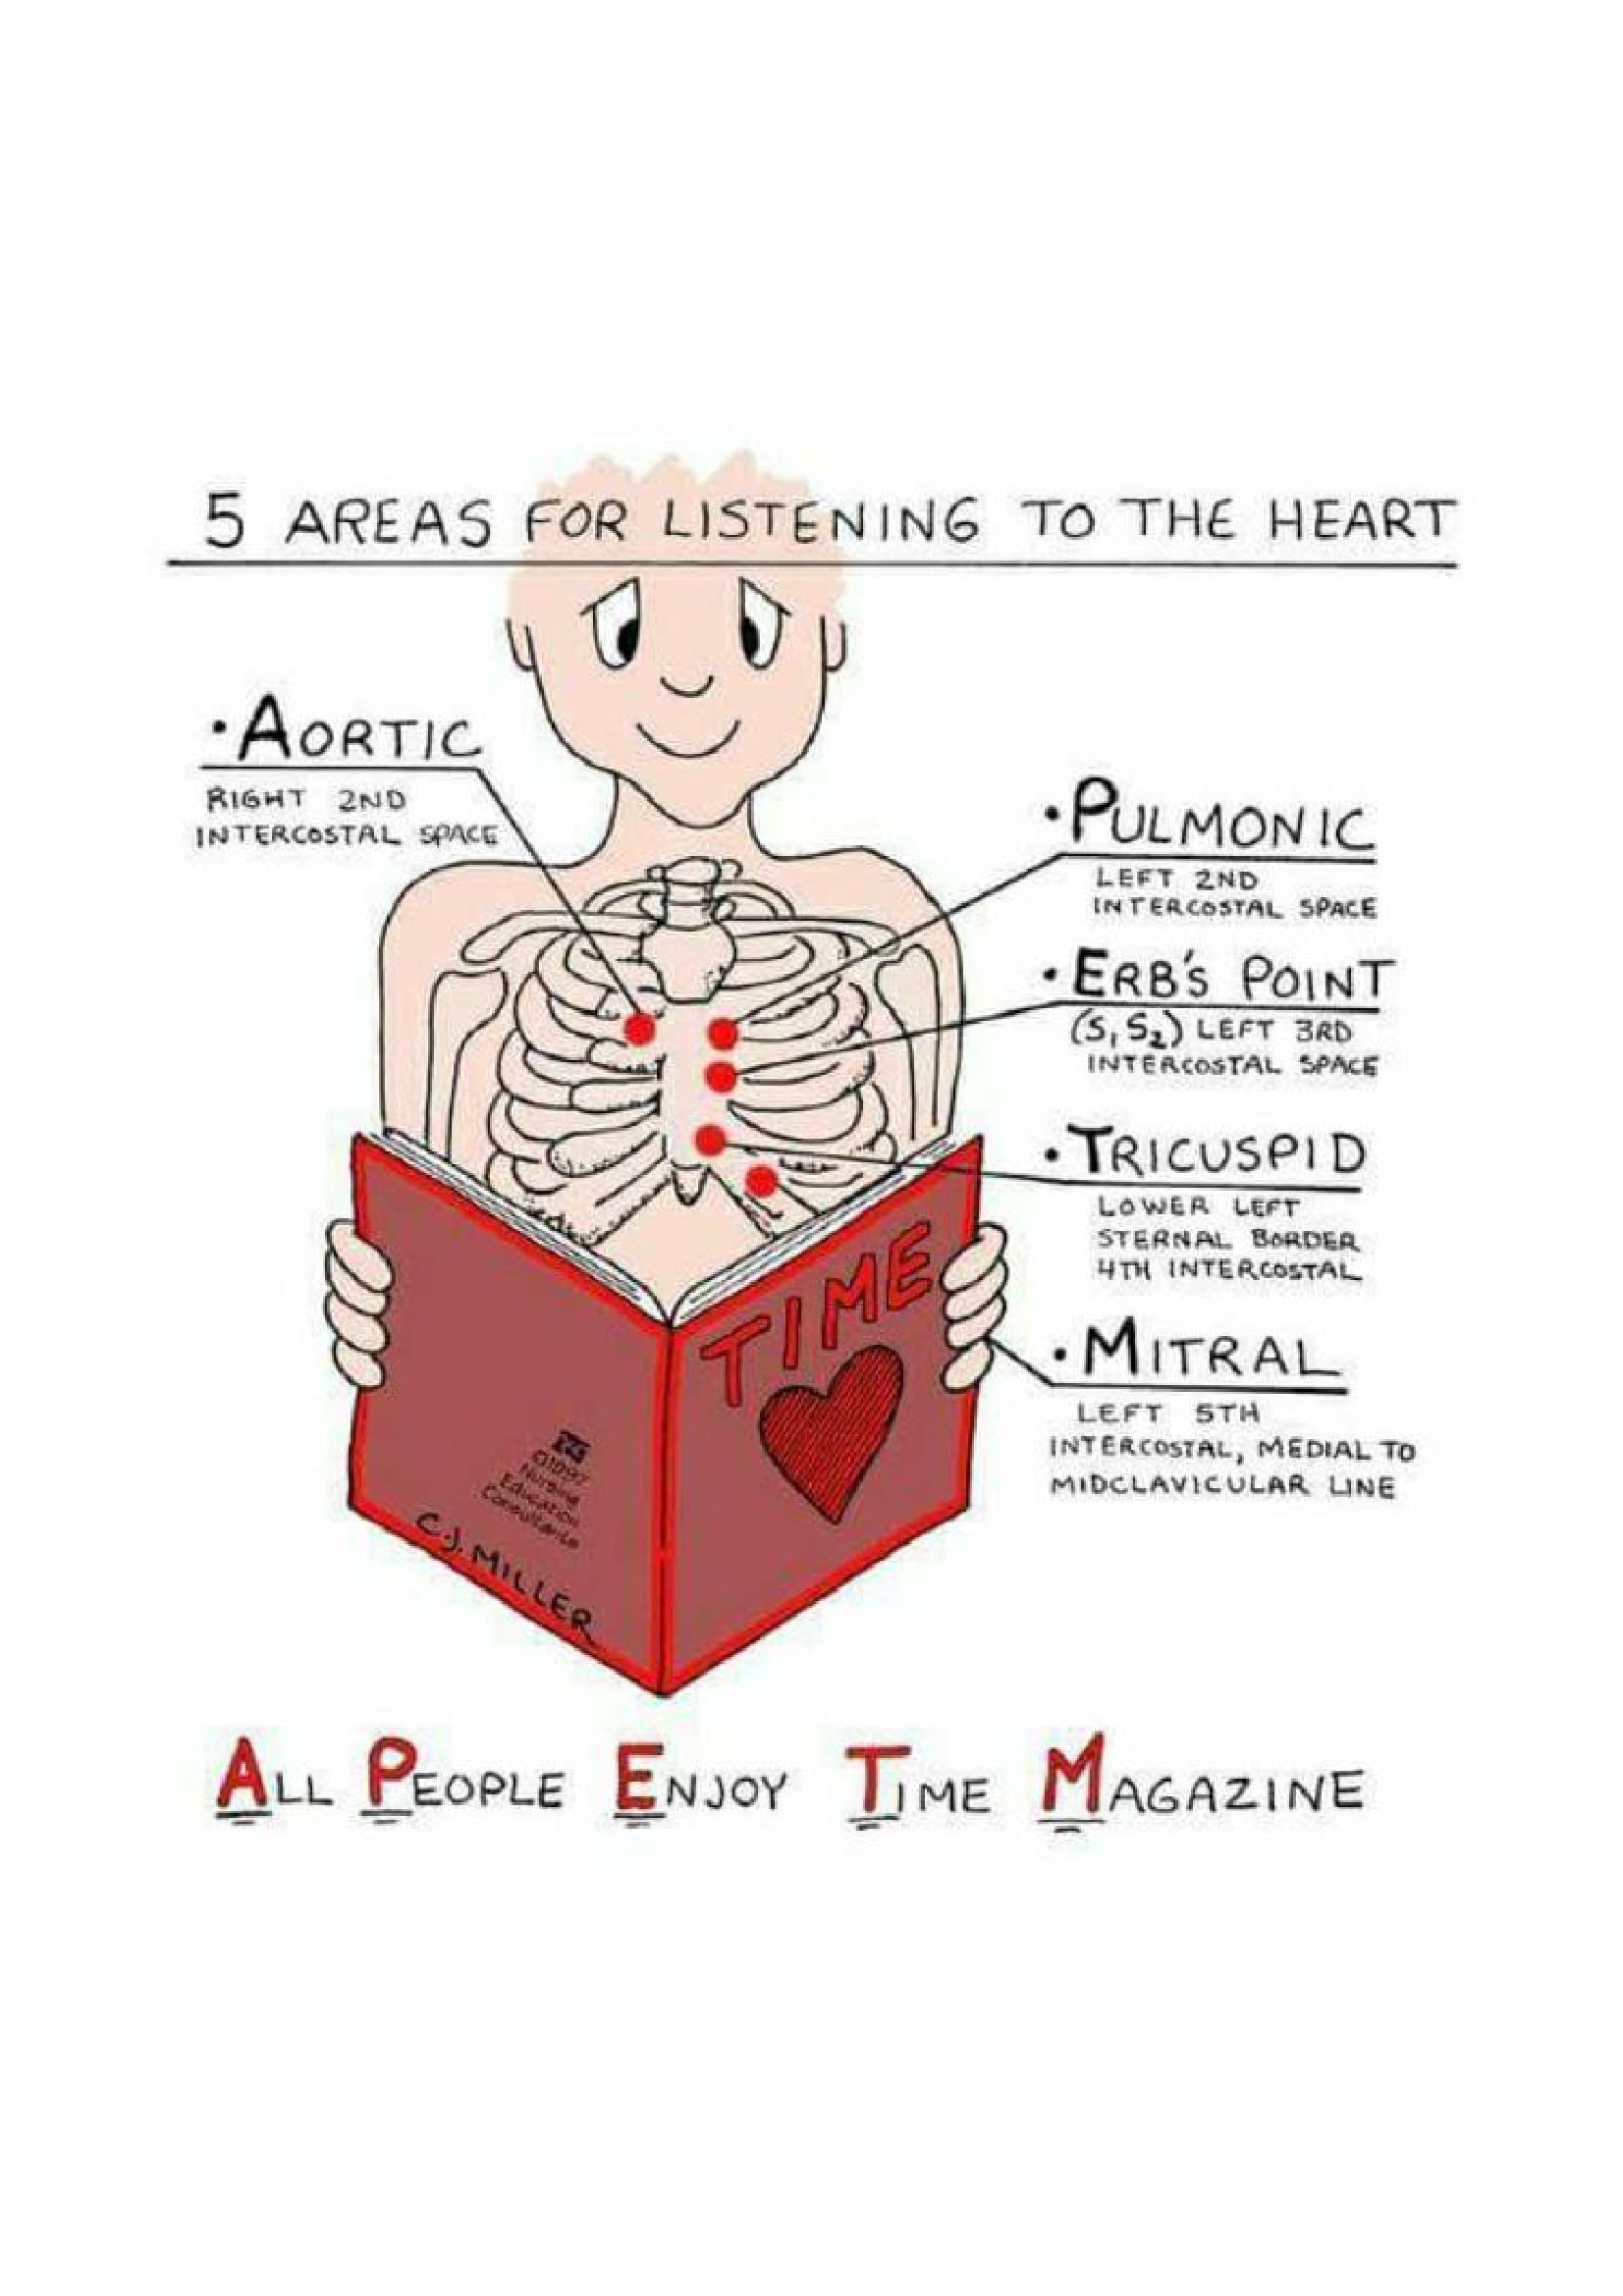 5 AREAS FOR LISTENING TO THE HEART
• AORTIC
RIGHT 2ND
INTERCOSTAL SPACE
• PULMONIC
LEFT 2ND
INTERCOSTAL SPACE
• ERB'S POINT
(S₁ S₂) LEFT 3RD
INTERCOSTAL SPACE
• TRICUSPID
LOWER LEFT
STERNAL BORDER
4TH INTERCOSTAL
• MITRAL
LEFT 5TH
INTERCOSTAL, MEDIAL TO
MIDCLAVICULAR LINE
TIME
©1997
Nursing
Education
Consultants
C.J. MILLER
ALL PEOPLE ENJOY TIME MAGAZINE